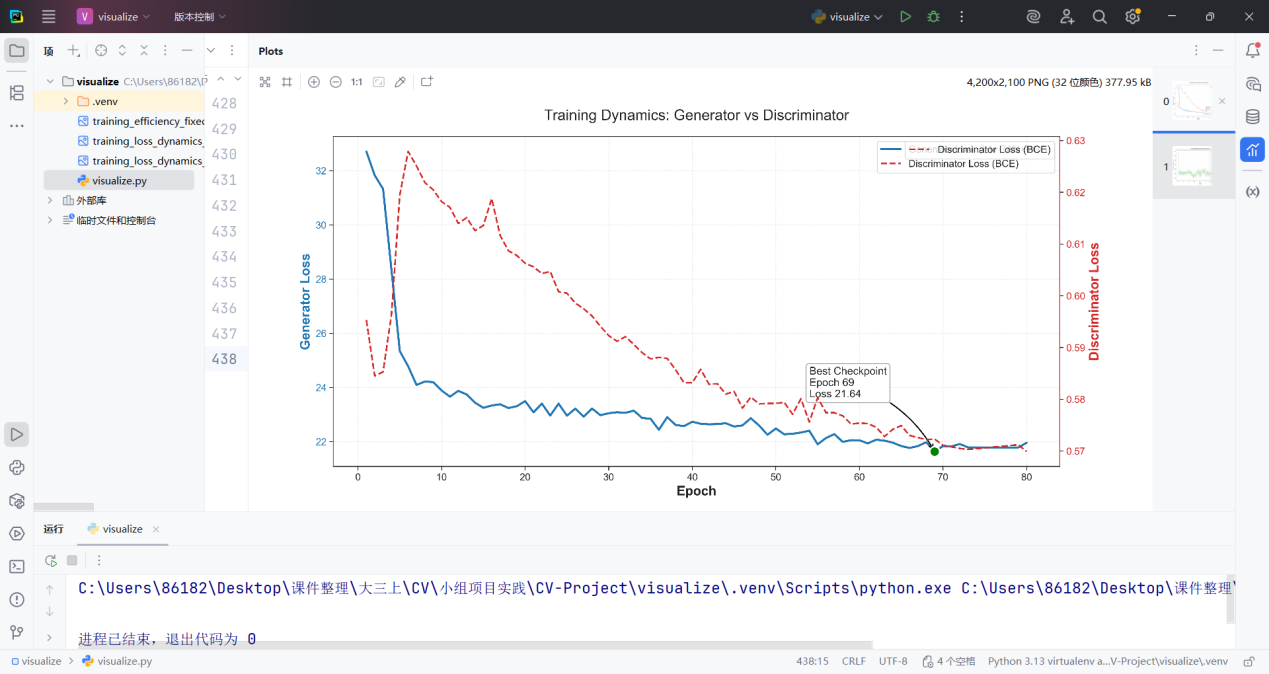 V visualize 版本控制 visualize
项
Plots
visualize C:\Users\86182\
.venv
training_efficiency_fixed
training_loss_dynamics_
training_loss_dynamics_
visualize.py
外部库
临时文件和控制台
428
429
430
431
432
433
434
435
436
437
438
1:1
4,200x2,100 PNG (32 位颜色) 377.95 kB
0
1
Training Dynamics: Generator vs Discriminator
Discriminator Loss (BCE)
Discriminator Loss (BCE)
Generator Loss
32
30
28
26
24
22
0 10 20 30 40 50 60 70 80
Epoch
Best Checkpoint
Epoch 69
Loss 21.64
0.63
0.62
0.61
0.60
0.59
0.58
0.57
Discriminator Loss
(x)
运行 visualize
C:\Users\86182\Desktop\课件整理\大三上\CV\小组项目实践\CV-Project\visualize\.venv\Scripts\python.exe C:\Users\86182\Desktop\课件整理\
进程已结束，退出代码为 0
visualize > visualize.py 438:15 CRLF UTF-8 4 个空格 Python 3.13 virtualenv a...V-Project\visualize\.venv